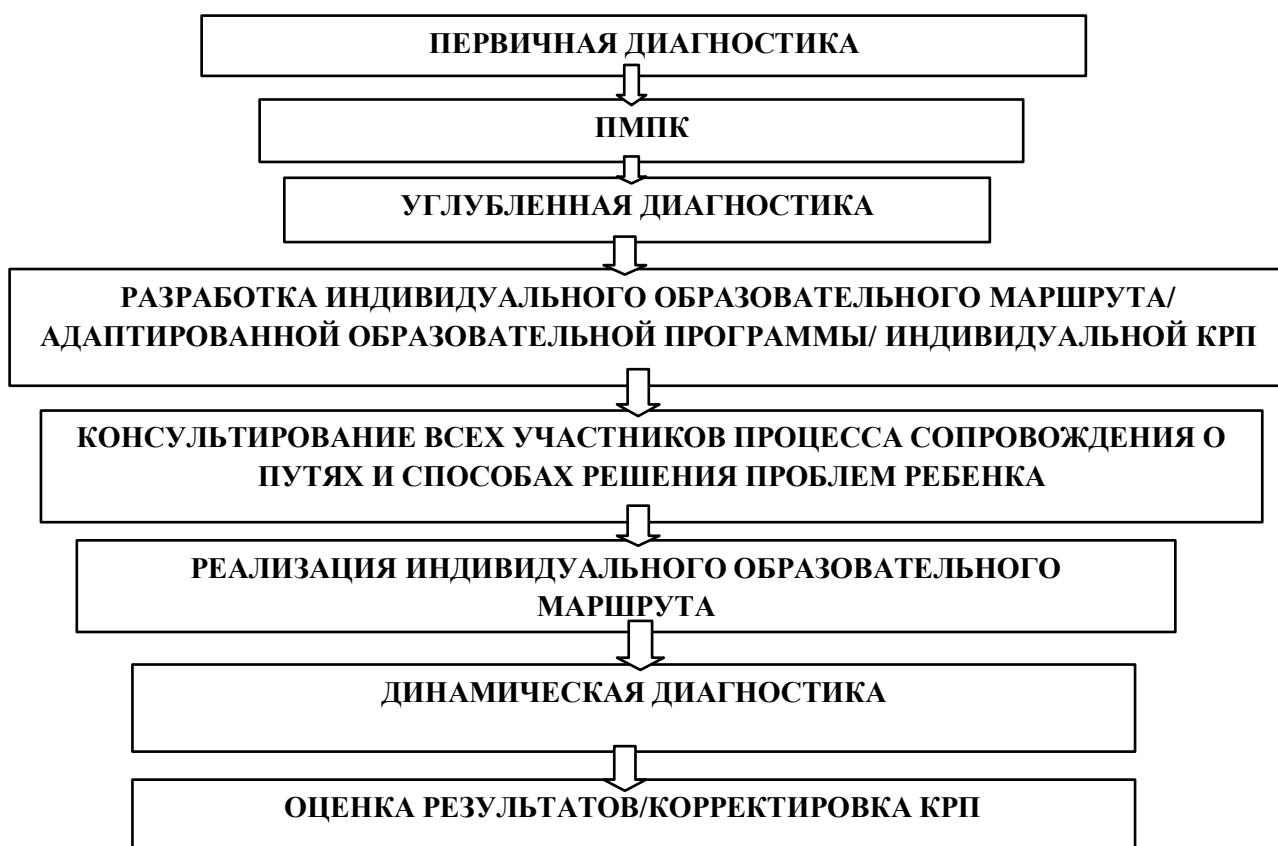 ПЕРВИЧНАЯ ДИАГНОСТИКА
ПМПК
УГЛУБЛЕННАЯ ДИАГНОСТИКА
РАЗРАБОТКА ИНДИВИДУАЛЬНОГО ОБРАЗОВАТЕЛЬНОГО МАРШРУТА/
АДАПТИРОВАННОЙ ОБРАЗОВАТЕЛЬНОЙ ПРОГРАММЫ/ ИНДИВИДУАЛЬНОЙ КРП
КОНСУЛЬТИРОВАНИЕ ВСЕХ УЧАСТНИКОВ ПРОЦЕССА СОПРОВОЖДЕНИЯ О
ПУТЯХ И СПОСОБАХ РЕШЕНИЯ ПРОБЛЕМ РЕБЕНКА
РЕАЛИЗАЦИЯ ИНДИВИДУАЛЬНОГО ОБРАЗОВАТЕЛЬНОГО
МАРШРУТА
ДИНАМИЧЕСКАЯ ДИАГНОСТИКА
ОЦЕНКА РЕЗУЛЬТАТОВ/КОРРЕКТИРОВКА КРП